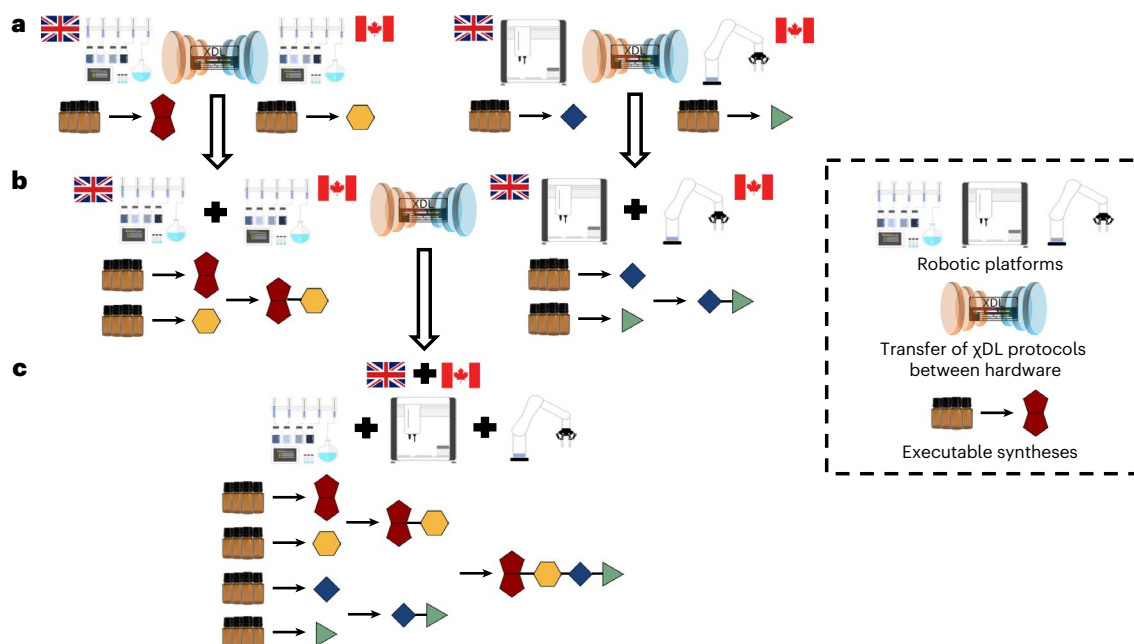 a
XDL
XDL
b
XDL
c
Robotic platforms
XDL
Transfer of χDL protocols
between hardware
Executable syntheses